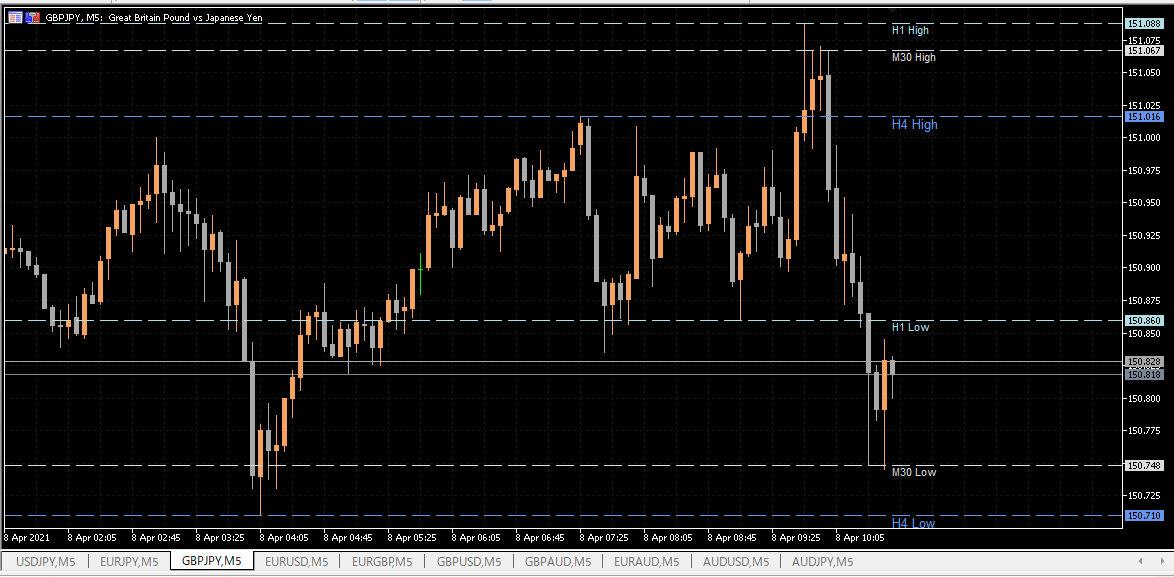 GBPJPY, M5: Great Britain Pound vs Japanese Yen
151.088
H1 High
151.075
151.067
M30 High
151.050
151.025
151.016
H4 High
151.000
150.975
150.950
150.925
150.900
150.875
150.860
H1 Low
150.850
150.828
150.818
150.800
150.775
150.748
M30 Low
150.725
150.710
H4 Low
8 Apr 2021 8 Apr 02:05 8 Apr 02:45 8 Apr 03:25 8 Apr 04:05 8 Apr 04:45 8 Apr 05:25 8 Apr 06:05 8 Apr 06:45 8 Apr 07:25 8 Apr 08:05 8 Apr 08:45 8 Apr 09:25 8 Apr 10:05
USDJPY,M5 EURJPY,M5 GBPJPY,M5 EURUSD,M5 EURGBP,M5 GBPUSD,M5 GBPAUD,M5 EURAUD,M5 AUDUSD,M5 AUDJPY,M5